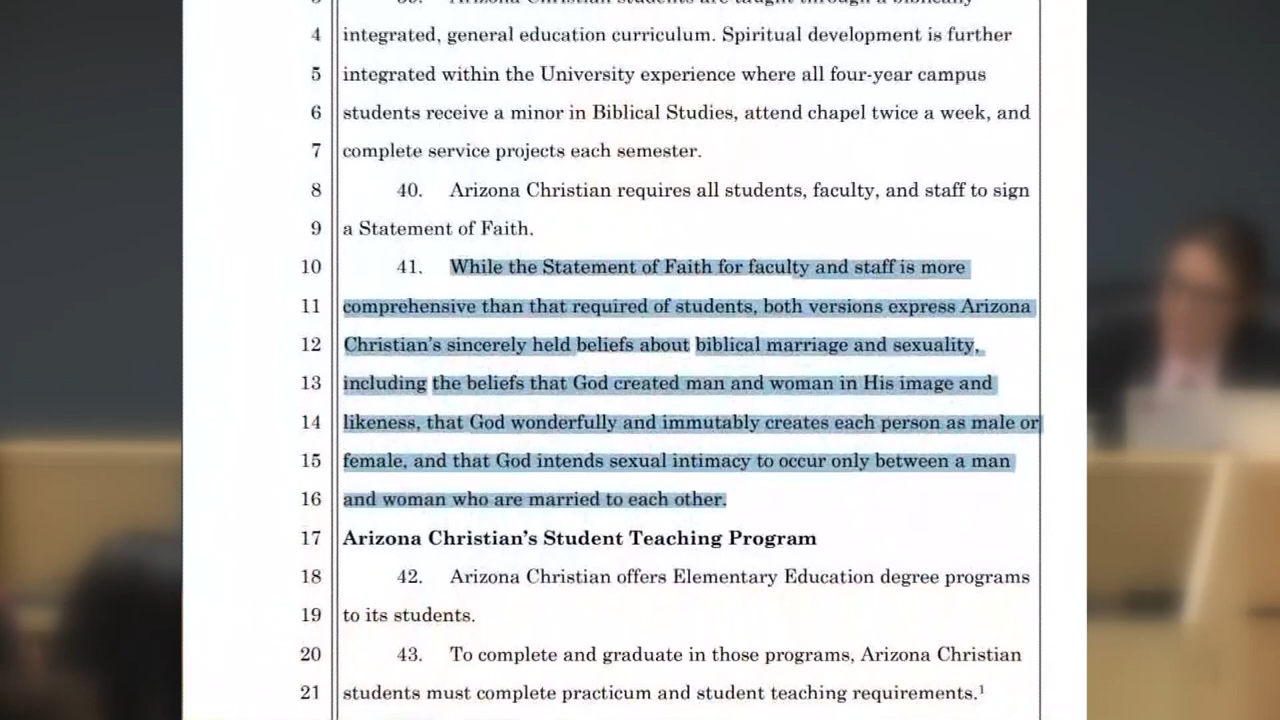 39. Arizona Christian students are taught through a biblically
4 integrated, general education curriculum. Spiritual development is further
5 integrated within the University experience where all four-year campus
6 students receive a minor in Biblical Studies, attend chapel twice a week, and
7 complete service projects each semester.
8 40. Arizona Christian requires all students, faculty, and staff to sign
9 a Statement of Faith.
10 41. While the Statement of Faith for faculty and staff is more
11 comprehensive than that required of students, both versions express Arizona
12 Christian's sincerely held beliefs about biblical marriage and sexuality,
13 including the beliefs that God created man and woman in His image and
14 likeness, that God wonderfully and immutably creates each person as male or
15 female, and that God intends sexual intimacy to occur only between a man
16 and woman who are married to each other.
17 Arizona Christian's Student Teaching Program
18 42. Arizona Christian offers Elementary Education degree programs
19 to its students.
20 43. To complete and graduate in those programs, Arizona Christian
21 students must complete practicum and student teaching requirements.¹